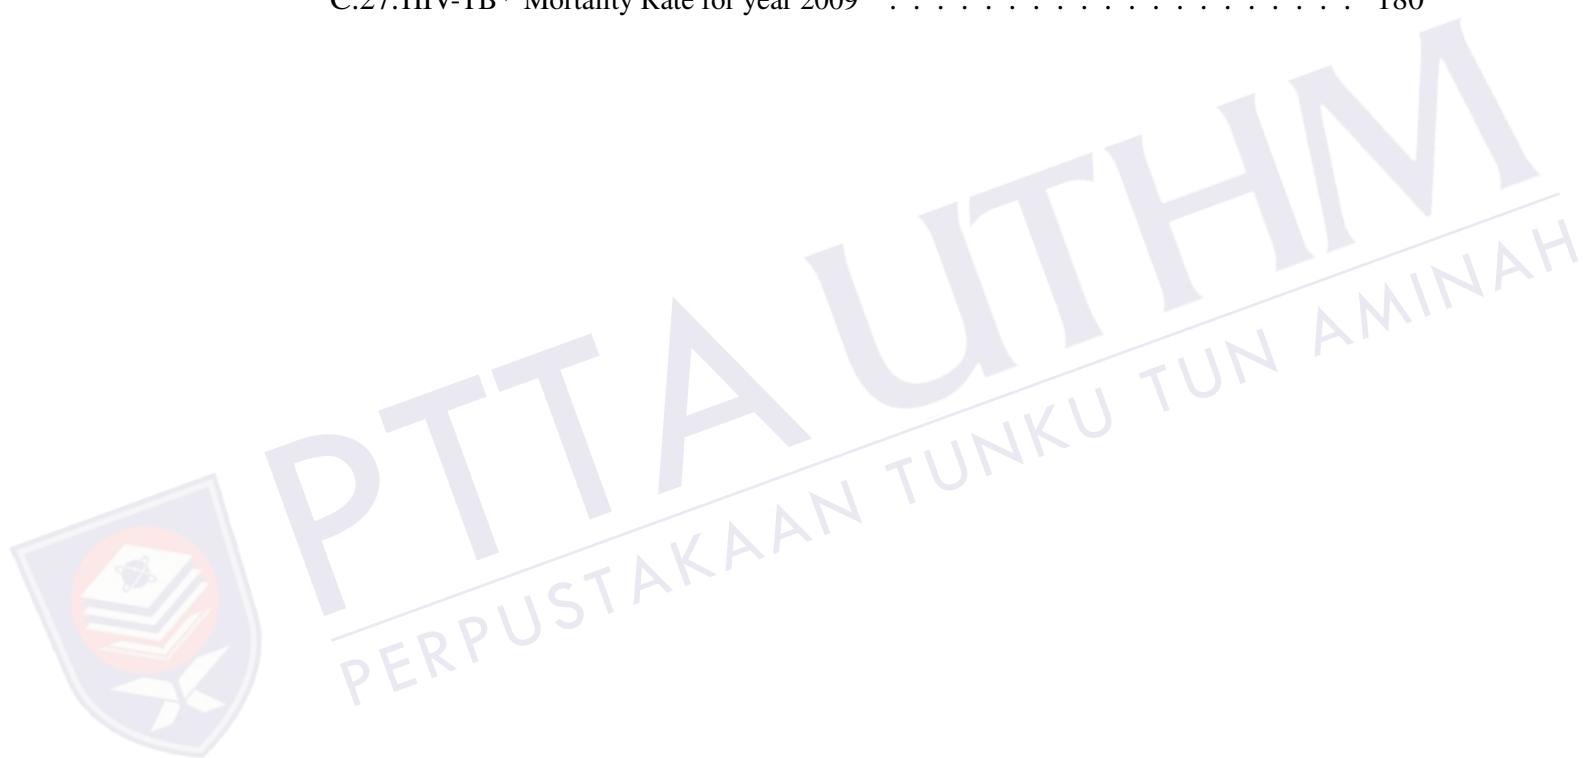 C.27.HIV-TB+ Mortality Rate for year 2009 . . . . . . . . . . . . . . . . . . . . 180
PTTA UTHM
PERPUSTAKAAN TUNKU TUN AMINAH